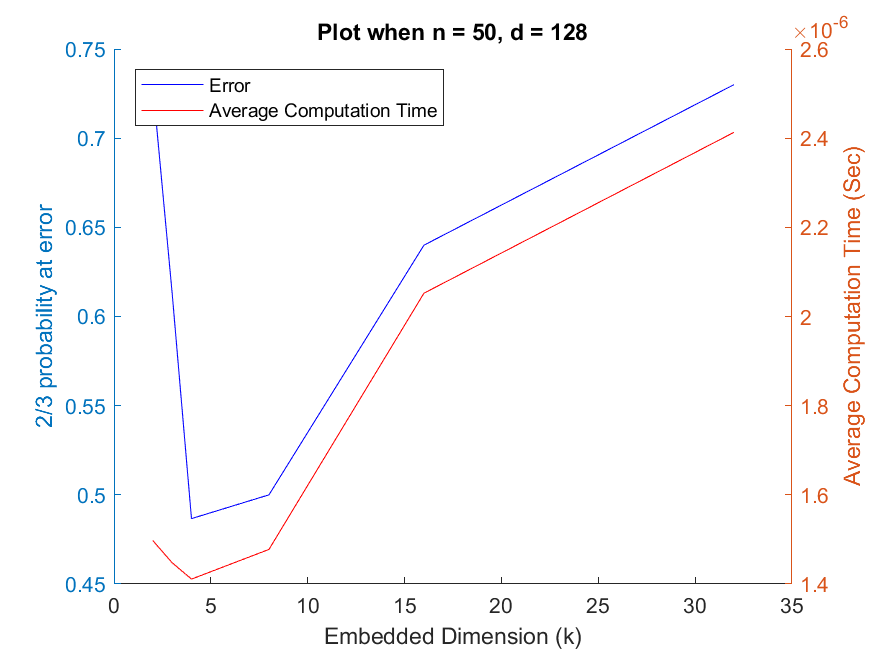 Plot when n = 50, d = 128
×10⁻⁶
Error
Average Computation Time
0.75
0.7
0.65
0.6
0.55
0.5
0.45
2/3 probability at error
2.6
2.4
2.2
2
1.8
1.6
1.4
Average Computation Time (Sec)
0 5 10 15 20 25 30 35
Embedded Dimension (k)